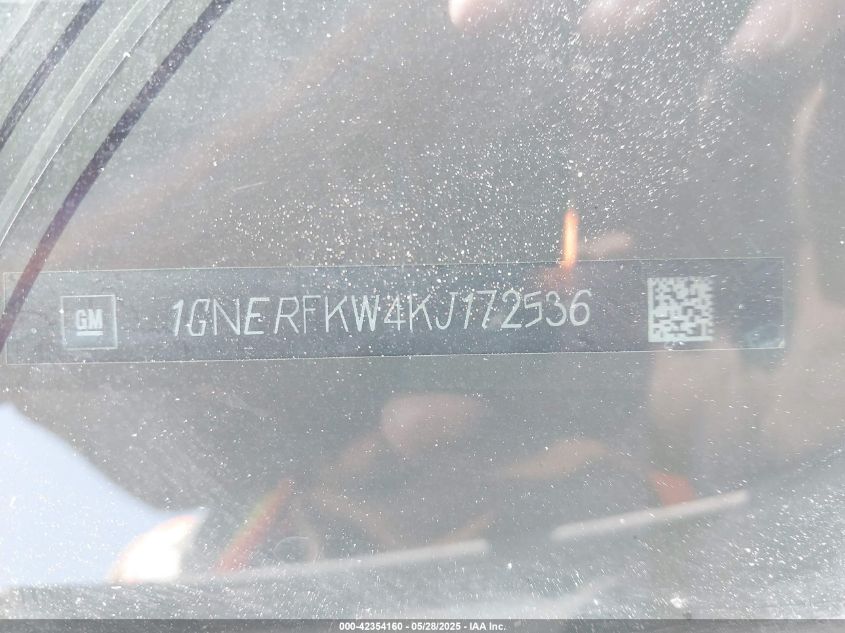 GM 1GNERFKW4KJ172536
000-42354160 - 05/28/2025 - IAA Inc.